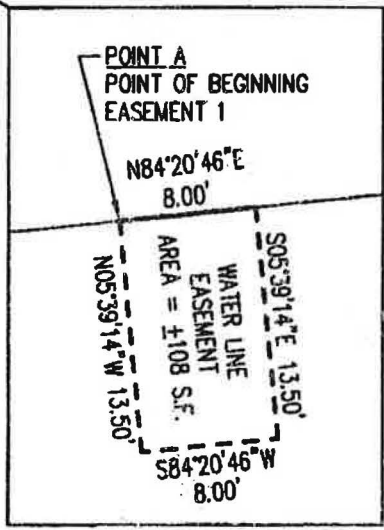 POINT A
POINT OF BEGINNING
EASEMENT 1
N84°20'46"E
8.00'
S05°39'14"E 13.50'
WATER LINE
EASEMENT
AREA = ±108 S.F.
N05°39'14"W 13.50'
S84°20'46"W
8.00'